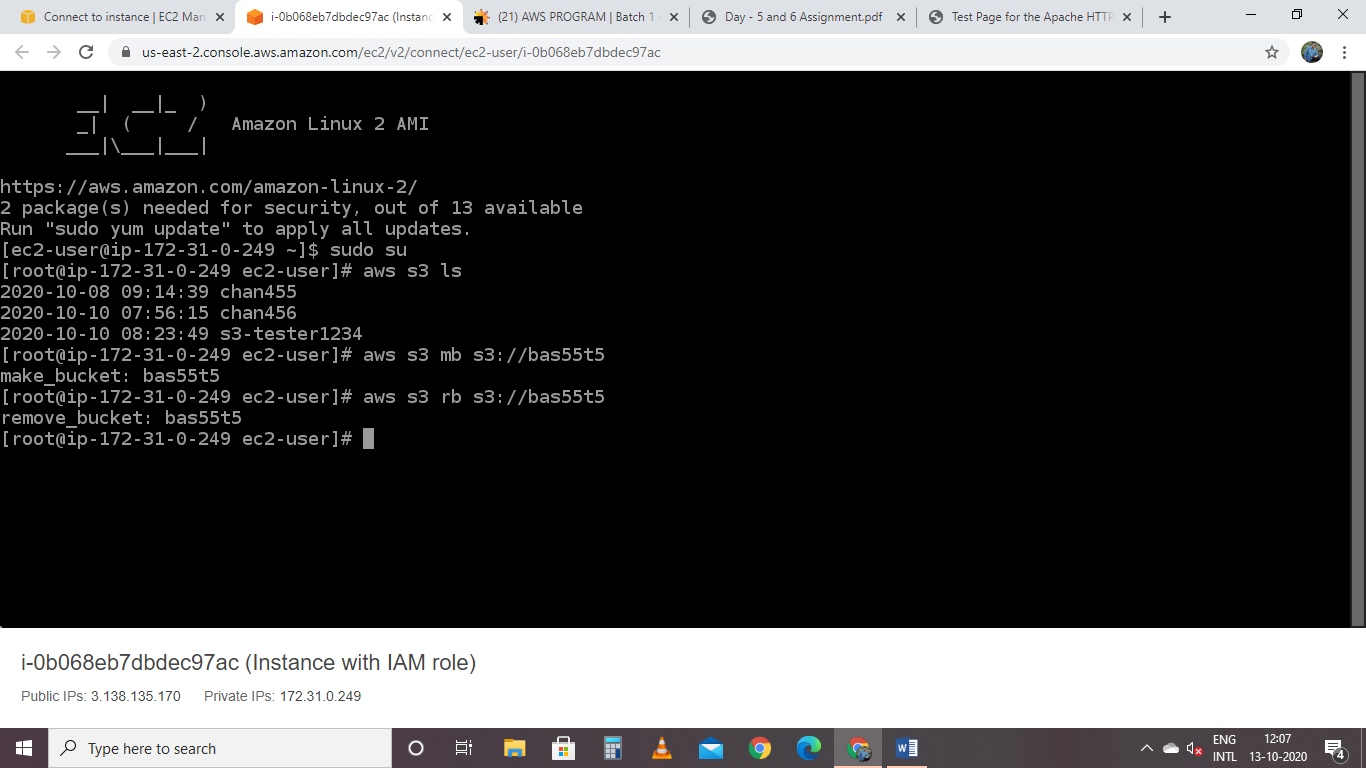 Connect to instance | EC2 Man
i-0b068eb7dbdec97ac (Instanc
(21) AWS PROGRAM | Batch 1 -
Day - 5 and 6 Assignment.pdf
Test Page for the Apache HTTP
us-east-2.console.aws.amazon.com/ec2/v2/connect/ec2-user/i-0b068eb7dbdec97ac
       __|  __|_  )
       _|  (     /   Amazon Linux 2 AMI
      ___|\___|___|
https://aws.amazon.com/amazon-linux-2/
2 package(s) needed for security, out of 13 available
Run "sudo yum update" to apply all updates.
[ec2-user@ip-172-31-0-249 ~]$ sudo su
[root@ip-172-31-0-249 ec2-user]# aws s3 ls
2020-10-08 09:14:39 chan455
2020-10-10 07:56:15 chan456
2020-10-10 08:23:49 s3-tester1234
[root@ip-172-31-0-249 ec2-user]# aws s3 mb s3://bas55t5
make_bucket: bas55t5
[root@ip-172-31-0-249 ec2-user]# aws s3 rb s3://bas55t5
remove_bucket: bas55t5
[root@ip-172-31-0-249 ec2-user]#
i-0b068eb7dbdec97ac (Instance with IAM role)
Public IPs: 3.138.135.170 Private IPs: 172.31.0.249
Type here to search
ENG
INTL
12:07
13-10-2020
4